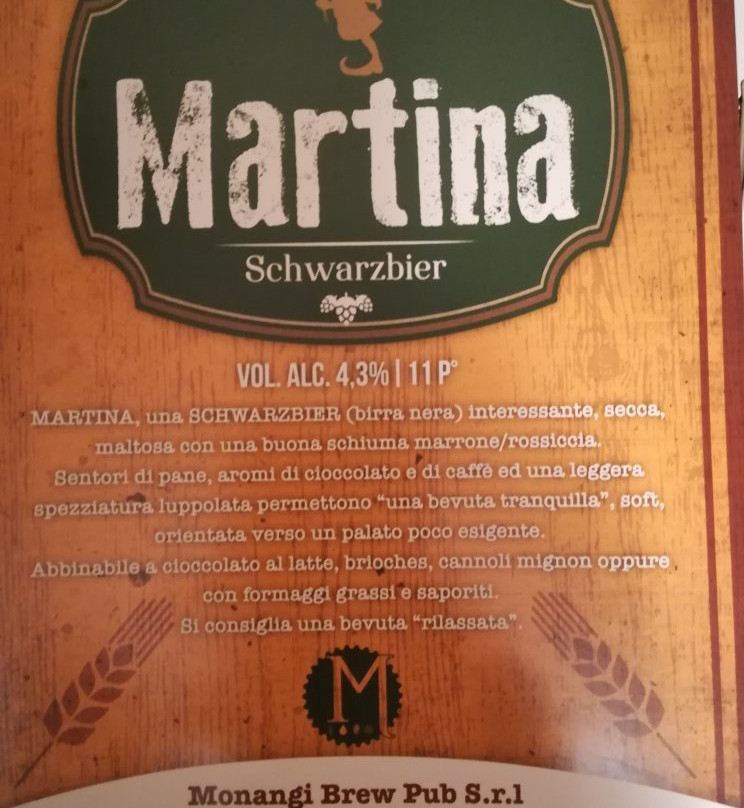 Martina
Schwarzbier
VOL. ALC. 4,3% | 11 P°
MARTINA, una SCHWARZBIER (birra nera) interessante, secca,
maltosa con una buona schiuma marrone/rossiccia.
Sentori di pane, aromi di cioccolato e di caffè ed una leggera
speziatura luppolata permettono “una bevuta tranquilla”, soft,
orientata verso un palato poco esigente.
Abbinabile a cioccolato al latte, brioches, cannoli mignon oppure
con formaggi grassi e saporiti.
Si consiglia una bevuta “rilassata”.
M
Monangi Brew Pub S.r.l